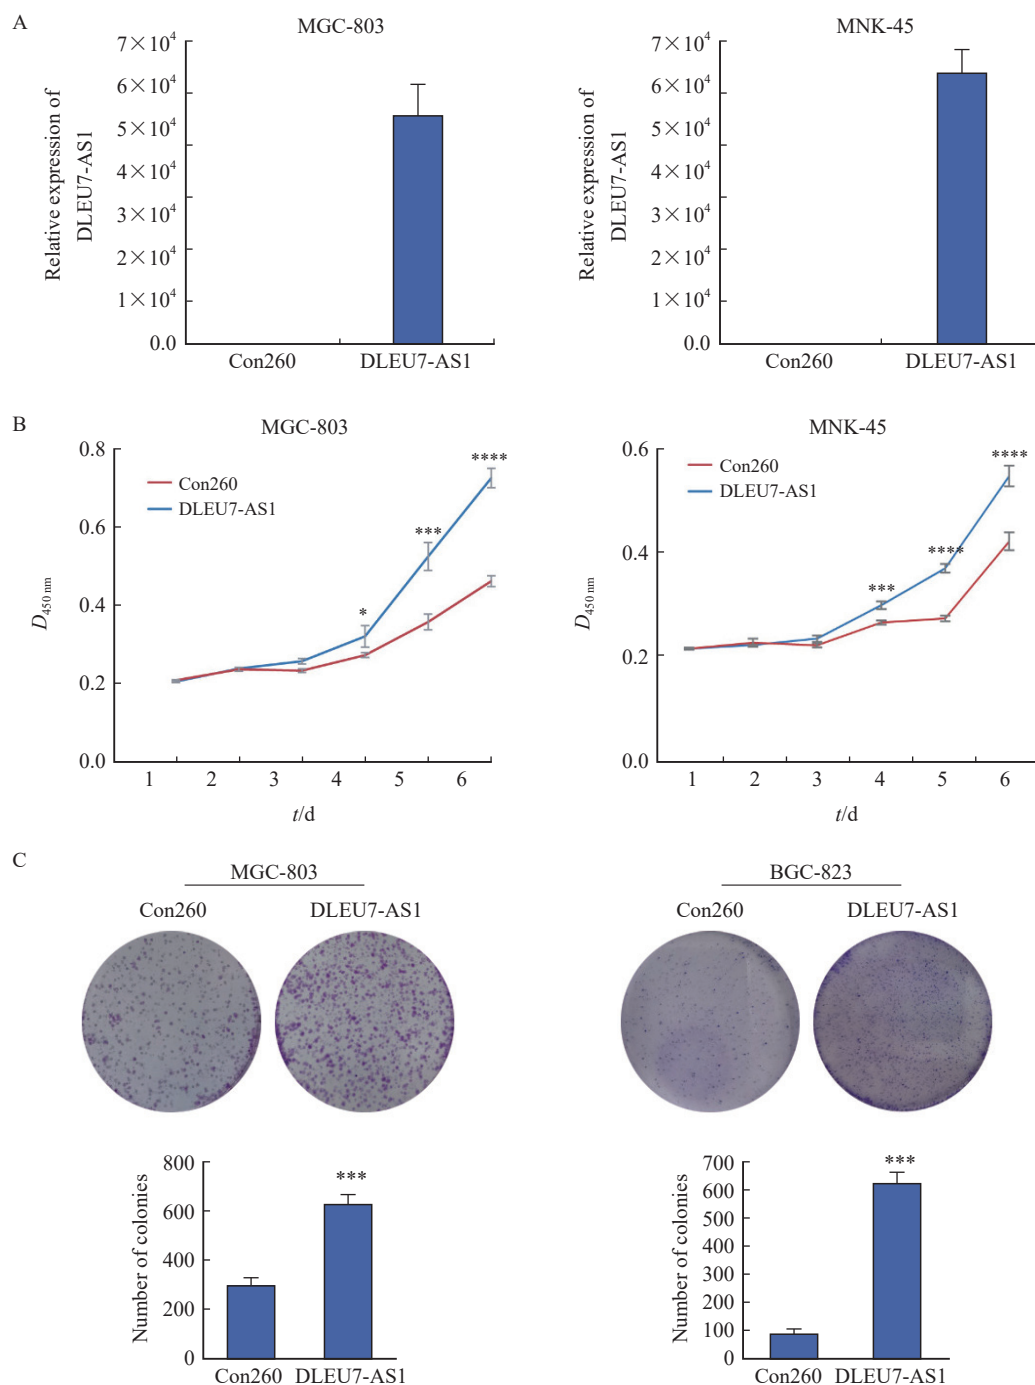 A
MGC-803
Relative expression of
DLEU7-AS1
7×10⁴
6×10⁴
5×10⁴
4×10⁴
3×10⁴
2×10⁴
1×10⁴
0.0
Con260
DLEU7-AS1
MNK-45
Relative expression of
DLEU7-AS1
7×10⁴
6×10⁴
5×10⁴
4×10⁴
3×10⁴
2×10⁴
1×10⁴
0.0
Con260
DLEU7-AS1
B
MGC-803
D450 nm
0.8
0.6
0.4
0.2
0.0
Con260
DLEU7-AS1
*
***
****
1 2 3 4 5 6
t/d
MNK-45
D450 nm
0.6
0.4
0.2
0.0
Con260
DLEU7-AS1
***
****
****
1 2 3 4 5 6
t/d
C
MGC-803
Con260
DLEU7-AS1
BGC-823
Con260
DLEU7-AS1
Number of colonies
800
600
400
200
0
***
Con260
DLEU7-AS1
Number of colonies
700
600
500
400
300
200
100
0
***
Con260
DLEU7-AS1